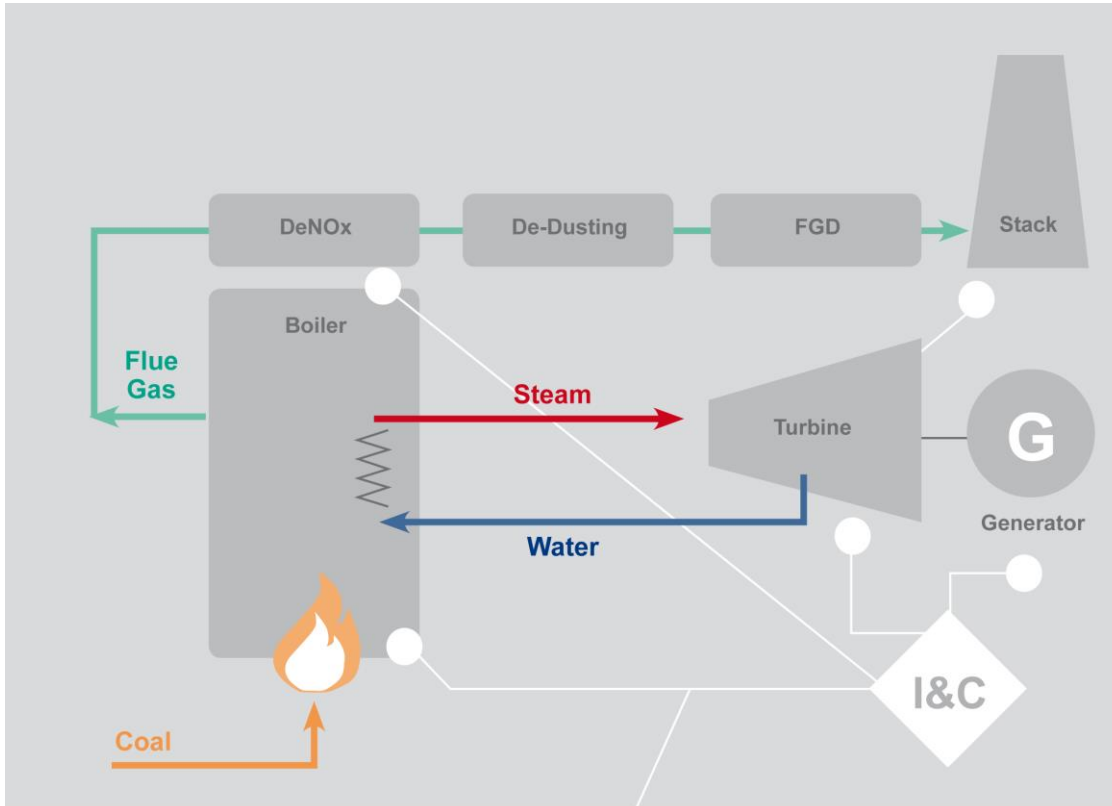 DeNOx
De-Dusting
FGD
Stack
Boiler
Flue
Gas
Steam
Turbine
G
Water
Generator
I&C
Coal